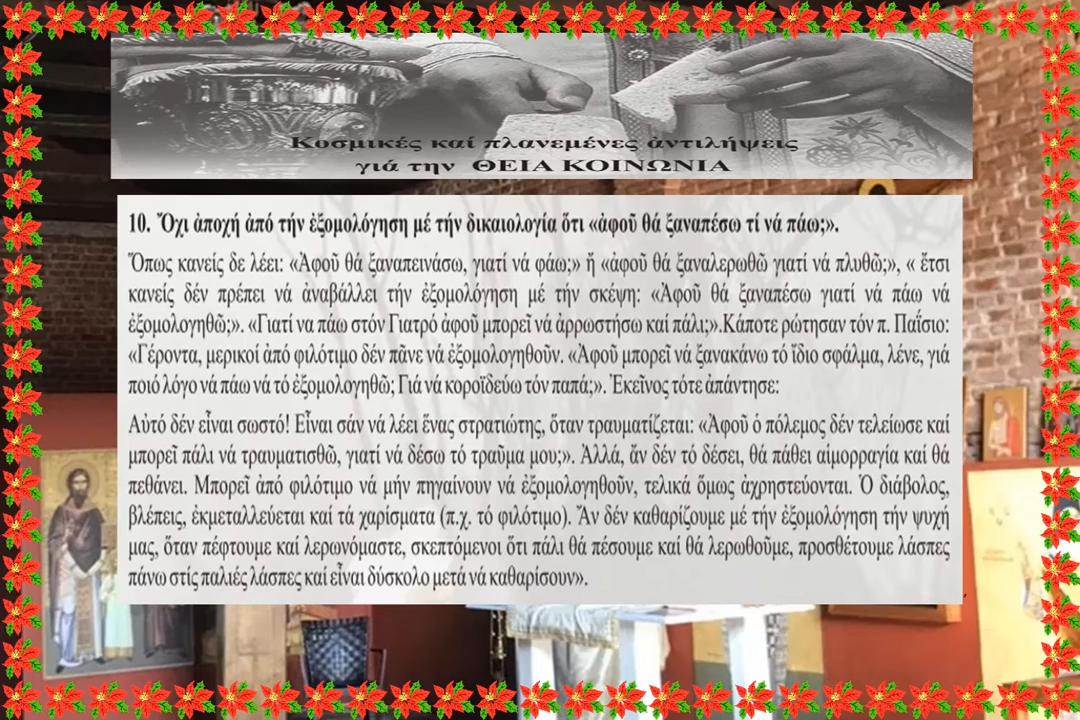 Κοσμικές καί πλανεμένες ἀντιλήψεις
γιά την ΘΕΙΑ ΚΟΙΝΩΝΙΑ
10. Ὄχι ἀποχή ἀπό τήν ἐξομολόγηση μέ τήν δικαιολογία ὅτι «ἀφοῦ θά ξαναπέσω τί νά πάω;».
Ὅπως κανείς δε λέει: «Ἀφοῦ θά ξαναπεινάσω, γιατί νά φάω;» ἤ «ἀφοῦ θά ξαναλερωθῶ γιατί νά πλυθῶ;», « ἔτσι
κανείς δέν πρέπει νά ἀναβάλλει τήν ἐξομολόγηση μέ τήν σκέψη: «Ἀφοῦ θά ξαναπέσω γιατί νά πάω νά
ἐξομολογηθῶ;». «Γιατί να πάω στόν Γιατρό ἀφοῦ μπορεῖ νά ἀρρωστήσω καί πάλι;».Κάποτε ρώτησαν τόν π. Παΐσιο:
«Γέροντα, μερικοί ἀπό φιλότιμο δέν πᾶνε νά ἐξομολογηθοῦν. «Ἀφοῦ μπορεῖ νά ξανακάνω τό ἴδιο σφάλμα, λένε, γιά
ποιό λόγο νά πάω νά τό ἐξομολογηθῶ; Γιά νά κοροϊδεύω τόν παπά;». Ἐκεῖνος τότε ἀπάντησε:
Αὐτό δέν εἶναι σωστό! Εἶναι σάν νά λέει ἕνας στρατιώτης, ὅταν τραυματίζεται: «Ἀφοῦ ὁ πόλεμος δέν τελείωσε καί
μπορεῖ πάλι νά τραυματισθῶ, γιατί νά δέσω τό τραῦμα μου;». Ἀλλά, ἄν δέν τό δέσει, θά πάθει αἱμορραγία καί θά
πεθάνει. Μπορεῖ ἀπό φιλότιμο νά μήν πηγαίνουν νά ἐξομολογηθοῦν, τελικά ὅμως ἀχρηστεύονται. Ὁ διάβολος,
βλέπεις, ἐκμεταλλεύεται καί τά χαρίσματα (π.χ. τό φιλότιμο). Ἄν δέν καθαρίζουμε μέ τήν ἐξομολόγηση τήν ψυχή
μας, ὅταν πέφτουμε καί λερωνόμαστε, σκεπτόμενοι ὅτι πάλι θά πέσουμε καί θά λερωθοῦμε, προσθέτουμε λάσπες
πάνω στίς παλιές λάσπες καί εἶναι δύσκολο μετά νά καθαρίσουν».